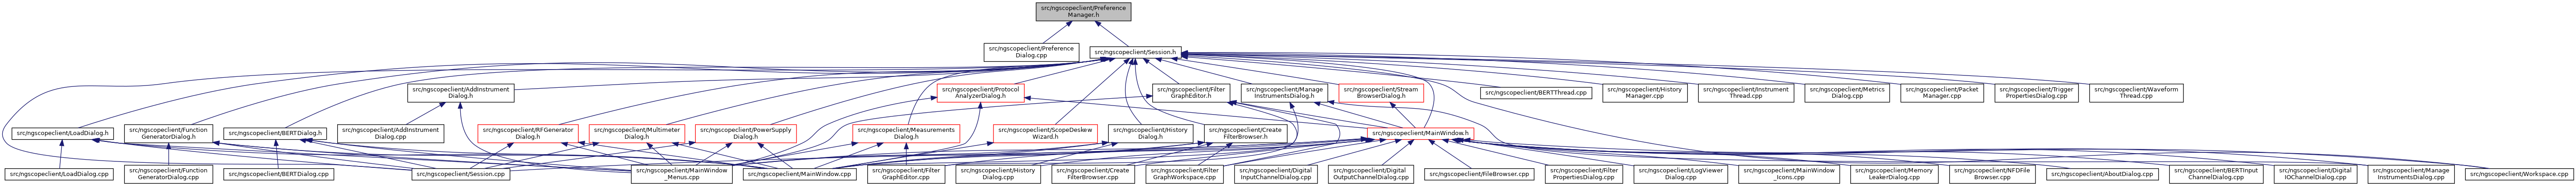 src/ngscopeclient/Preference
Manager.h
src/ngscopeclient/Preference
Dialog.cpp
src/ngscopeclient/Session.h
src/ngscopeclient/AddInstrument
Dialog.h
src/ngscopeclient/Protocol
AnalyzerDialog.h
src/ngscopeclient/Filter
GraphEditor.h
src/ngscopeclient/Manage
InstrumentsDialog.h
src/ngscopeclient/Stream
BrowserDialog.h
src/ngscopeclient/BERTThread.cpp
src/ngscopeclient/History
Manager.cpp
src/ngscopeclient/Instrument
Thread.cpp
src/ngscopeclient/Metrics
Dialog.cpp
src/ngscopeclient/Packet
Manager.cpp
src/ngscopeclient/Trigger
PropertiesDialog.cpp
src/ngscopeclient/Waveform
Thread.cpp
src/ngscopeclient/LoadDialog.h
src/ngscopeclient/Function
GeneratorDialog.h
src/ngscopeclient/BERTDialog.h
src/ngscopeclient/AddInstrument
Dialog.cpp
src/ngscopeclient/RFGenerator
Dialog.h
src/ngscopeclient/Multimeter
Dialog.h
src/ngscopeclient/PowerSupply
Dialog.h
src/ngscopeclient/Measurements
Dialog.h
src/ngscopeclient/ScopeDeskew
Wizard.h
src/ngscopeclient/History
Dialog.h
src/ngscopeclient/Create
FilterBrowser.h
src/ngscopeclient/MainWindow.h
src/ngscopeclient/LoadDialog.cpp
src/ngscopeclient/Function
GeneratorDialog.cpp
src/ngscopeclient/BERTDialog.cpp
src/ngscopeclient/Session.cpp
src/ngscopeclient/MainWindow
_Menus.cpp
src/ngscopeclient/MainWindow.cpp
src/ngscopeclient/Filter
GraphEditor.cpp
src/ngscopeclient/History
Dialog.cpp
src/ngscopeclient/Create
FilterBrowser.cpp
src/ngscopeclient/Filter
GraphWorkspace.cpp
src/ngscopeclient/Digital
InputChannelDialog.cpp
src/ngscopeclient/Digital
OutputChannelDialog.cpp
src/ngscopeclient/FileBrowser.cpp
src/ngscopeclient/Filter
PropertiesDialog.cpp
src/ngscopeclient/LogViewer
Dialog.cpp
src/ngscopeclient/MainWindow
_Icons.cpp
src/ngscopeclient/Memory
LeakerDialog.cpp
src/ngscopeclient/NFDFile
Browser.cpp
src/ngscopeclient/AboutDialog.cpp
src/ngscopeclient/BERTInput
ChannelDialog.cpp
src/ngscopeclient/Digital
IOChannelDialog.cpp
src/ngscopeclient/Manage
InstrumentsDialog.cpp
src/ngscopeclient/Workspace.cpp